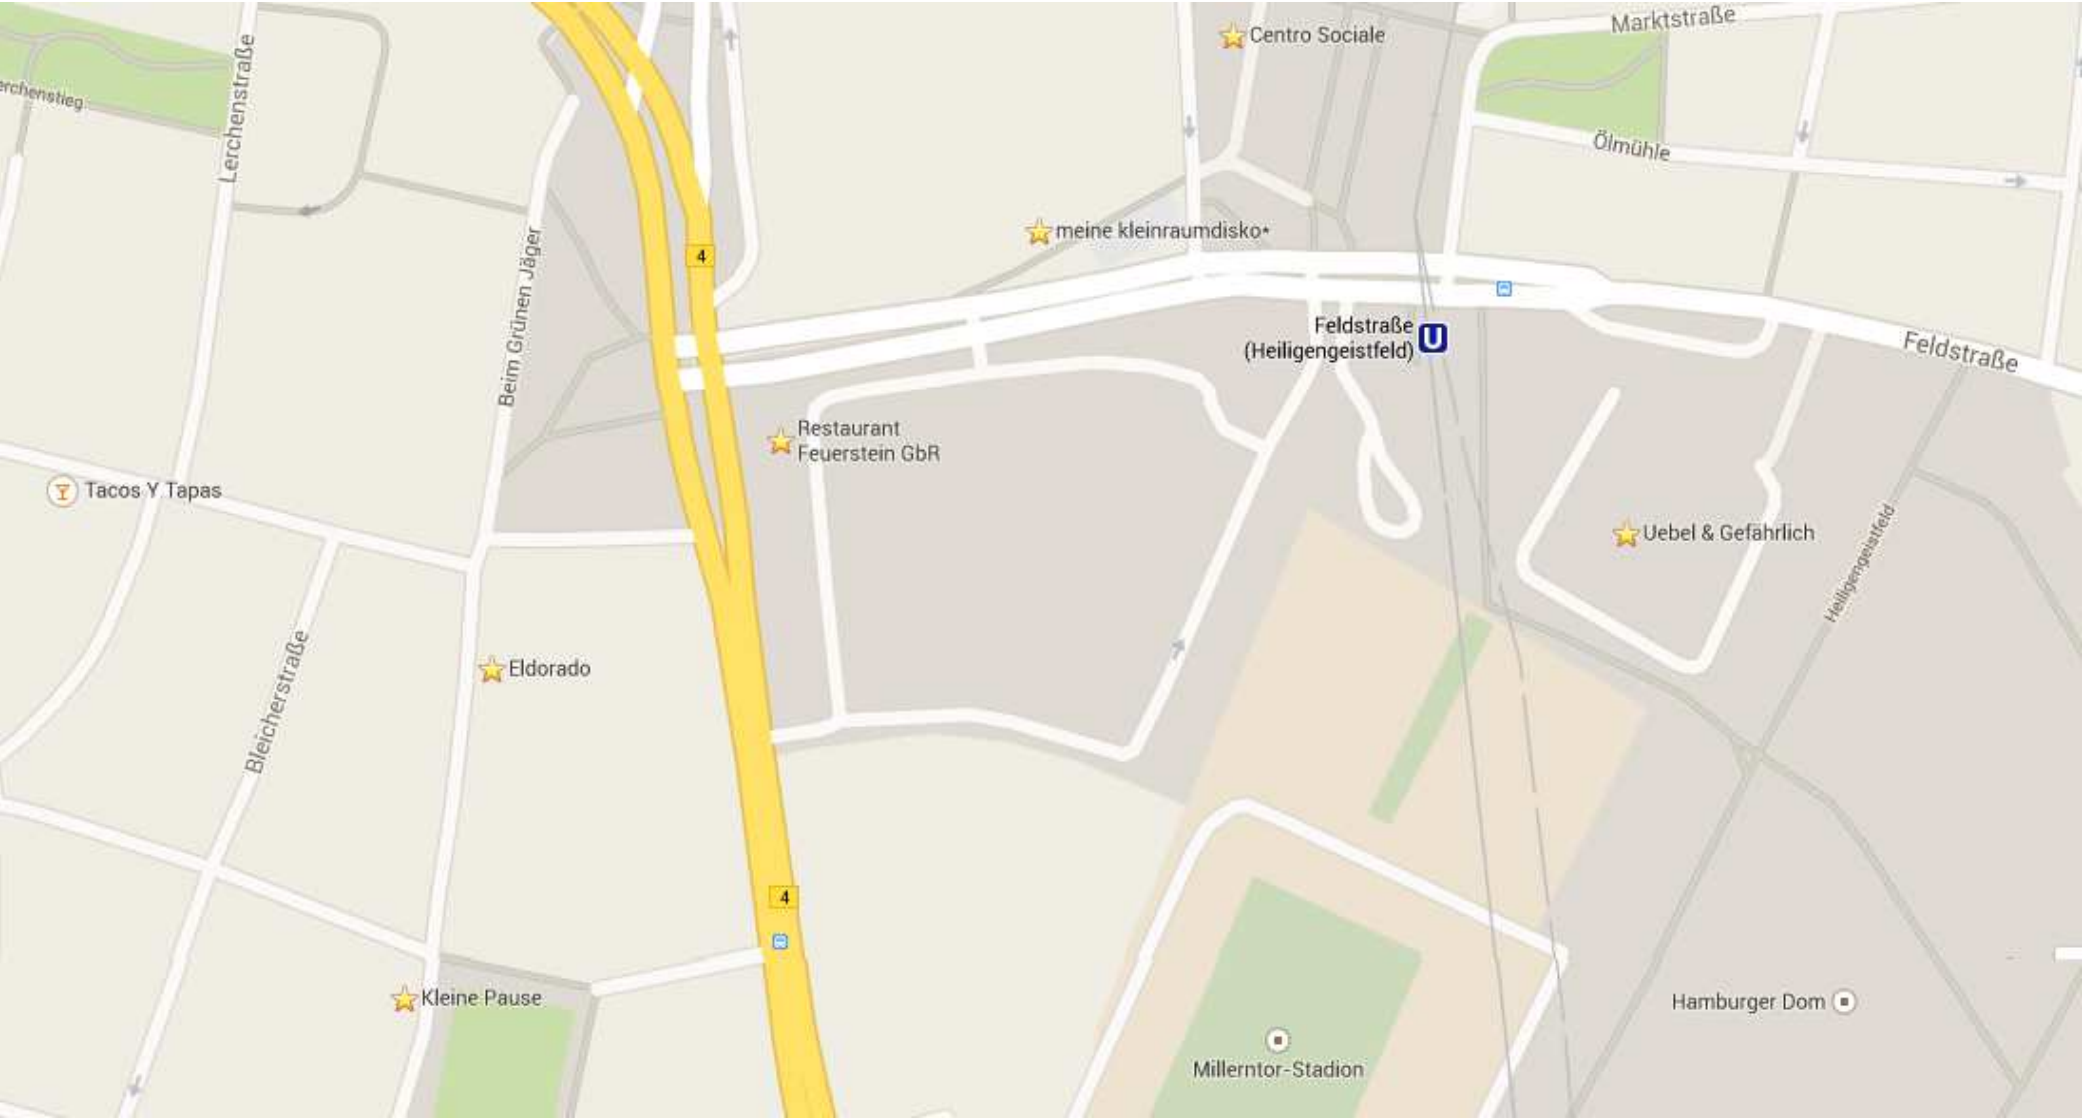 Marktstraße
Centro Sociale
Lerchenstraße
erchenstieg
Ölmühle
meine kleinraumdisko*
4
Beim Grünen Jäger
Feldstraße
(Heiligengeistfeld)
U
Feldstraße
Restaurant
Feuerstein GbR
Tacos Y Tapas
Uebel & Gefährlich
Heiligengeistfeld
Eldorado
Bleicherstraße
4
Kleine Pause
Hamburger Dom
Millerntor-Stadion